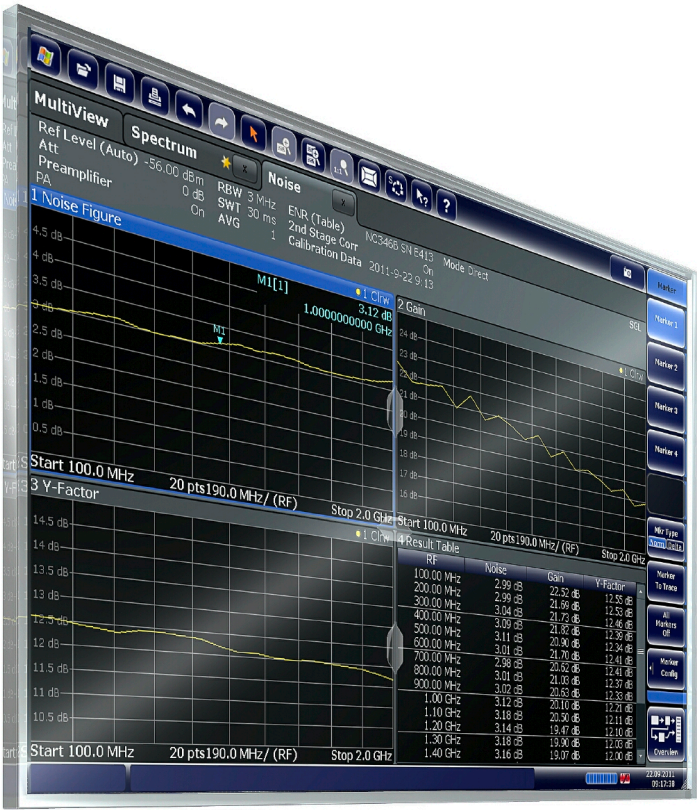 MultiView
Spectrum
Noise
Ref Level (Auto) -56.00 dBm
RBW 3 MHz
Att 0 dB
SWT 30 ms
Preamplifier On
AVG 1
PA
ENR (Table) NC346B SN E413 Mode Direct
2nd Stage Corr On
Calibration Data 2011-9-22 9:13
SGL
1 Noise Figure
1 Clrw
M1[1] 3.12 dB
1.0000000000 GHz
4.5 dB
4 dB
3.5 dB
3 dB
2.5 dB
2 dB
1.5 dB
1 dB
0.5 dB
M1
Start 100.0 MHz 20 pts 190.0 MHz/ (RF) Stop 2.0 GHz
2 Gain
1 Clrw
24 dB
23 dB
22 dB
21 dB
20 dB
19 dB
18 dB
17 dB
16 dB
Start 100.0 MHz 20 pts 190.0 MHz/ (RF) Stop 2.0 GHz
3 Y-Factor
1 Clrw
14.5 dB
14 dB
13.5 dB
13 dB
12.5 dB
12 dB
11.5 dB
11 dB
10.5 dB
Start 100.0 MHz 20 pts 190.0 MHz/ (RF) Stop 2.0 GHz
4 Result Table
RF Noise Gain Y-Factor
100.00 MHz 2.99 dB 22.52 dB 12.55 dB
200.00 MHz 2.99 dB 21.69 dB 12.53 dB
300.00 MHz 3.04 dB 21.73 dB 12.46 dB
400.00 MHz 3.09 dB 21.82 dB 12.39 dB
500.00 MHz 3.11 dB 20.90 dB 12.34 dB
600.00 MHz 3.01 dB 21.70 dB 12.41 dB
700.00 MHz 2.98 dB 20.62 dB 12.41 dB
800.00 MHz 3.01 dB 21.03 dB 12.37 dB
900.00 MHz 3.02 dB 20.63 dB 12.33 dB
1.00 GHz 3.12 dB 20.10 dB 12.21 dB
1.10 GHz 3.18 dB 20.50 dB 12.11 dB
1.20 GHz 3.14 dB 19.47 dB 12.10 dB
1.30 GHz 3.18 dB 19.90 dB 12.03 dB
1.40 GHz 3.16 dB 19.07 dB 12.00 dB
Marker
Marker 1
Marker 2
Marker 3
Marker 4
Mkr Type
Norm Delta
Marker
To Trace
All
Markers
Off
Marker
Config
Overview
22.09.2011
09:17:38